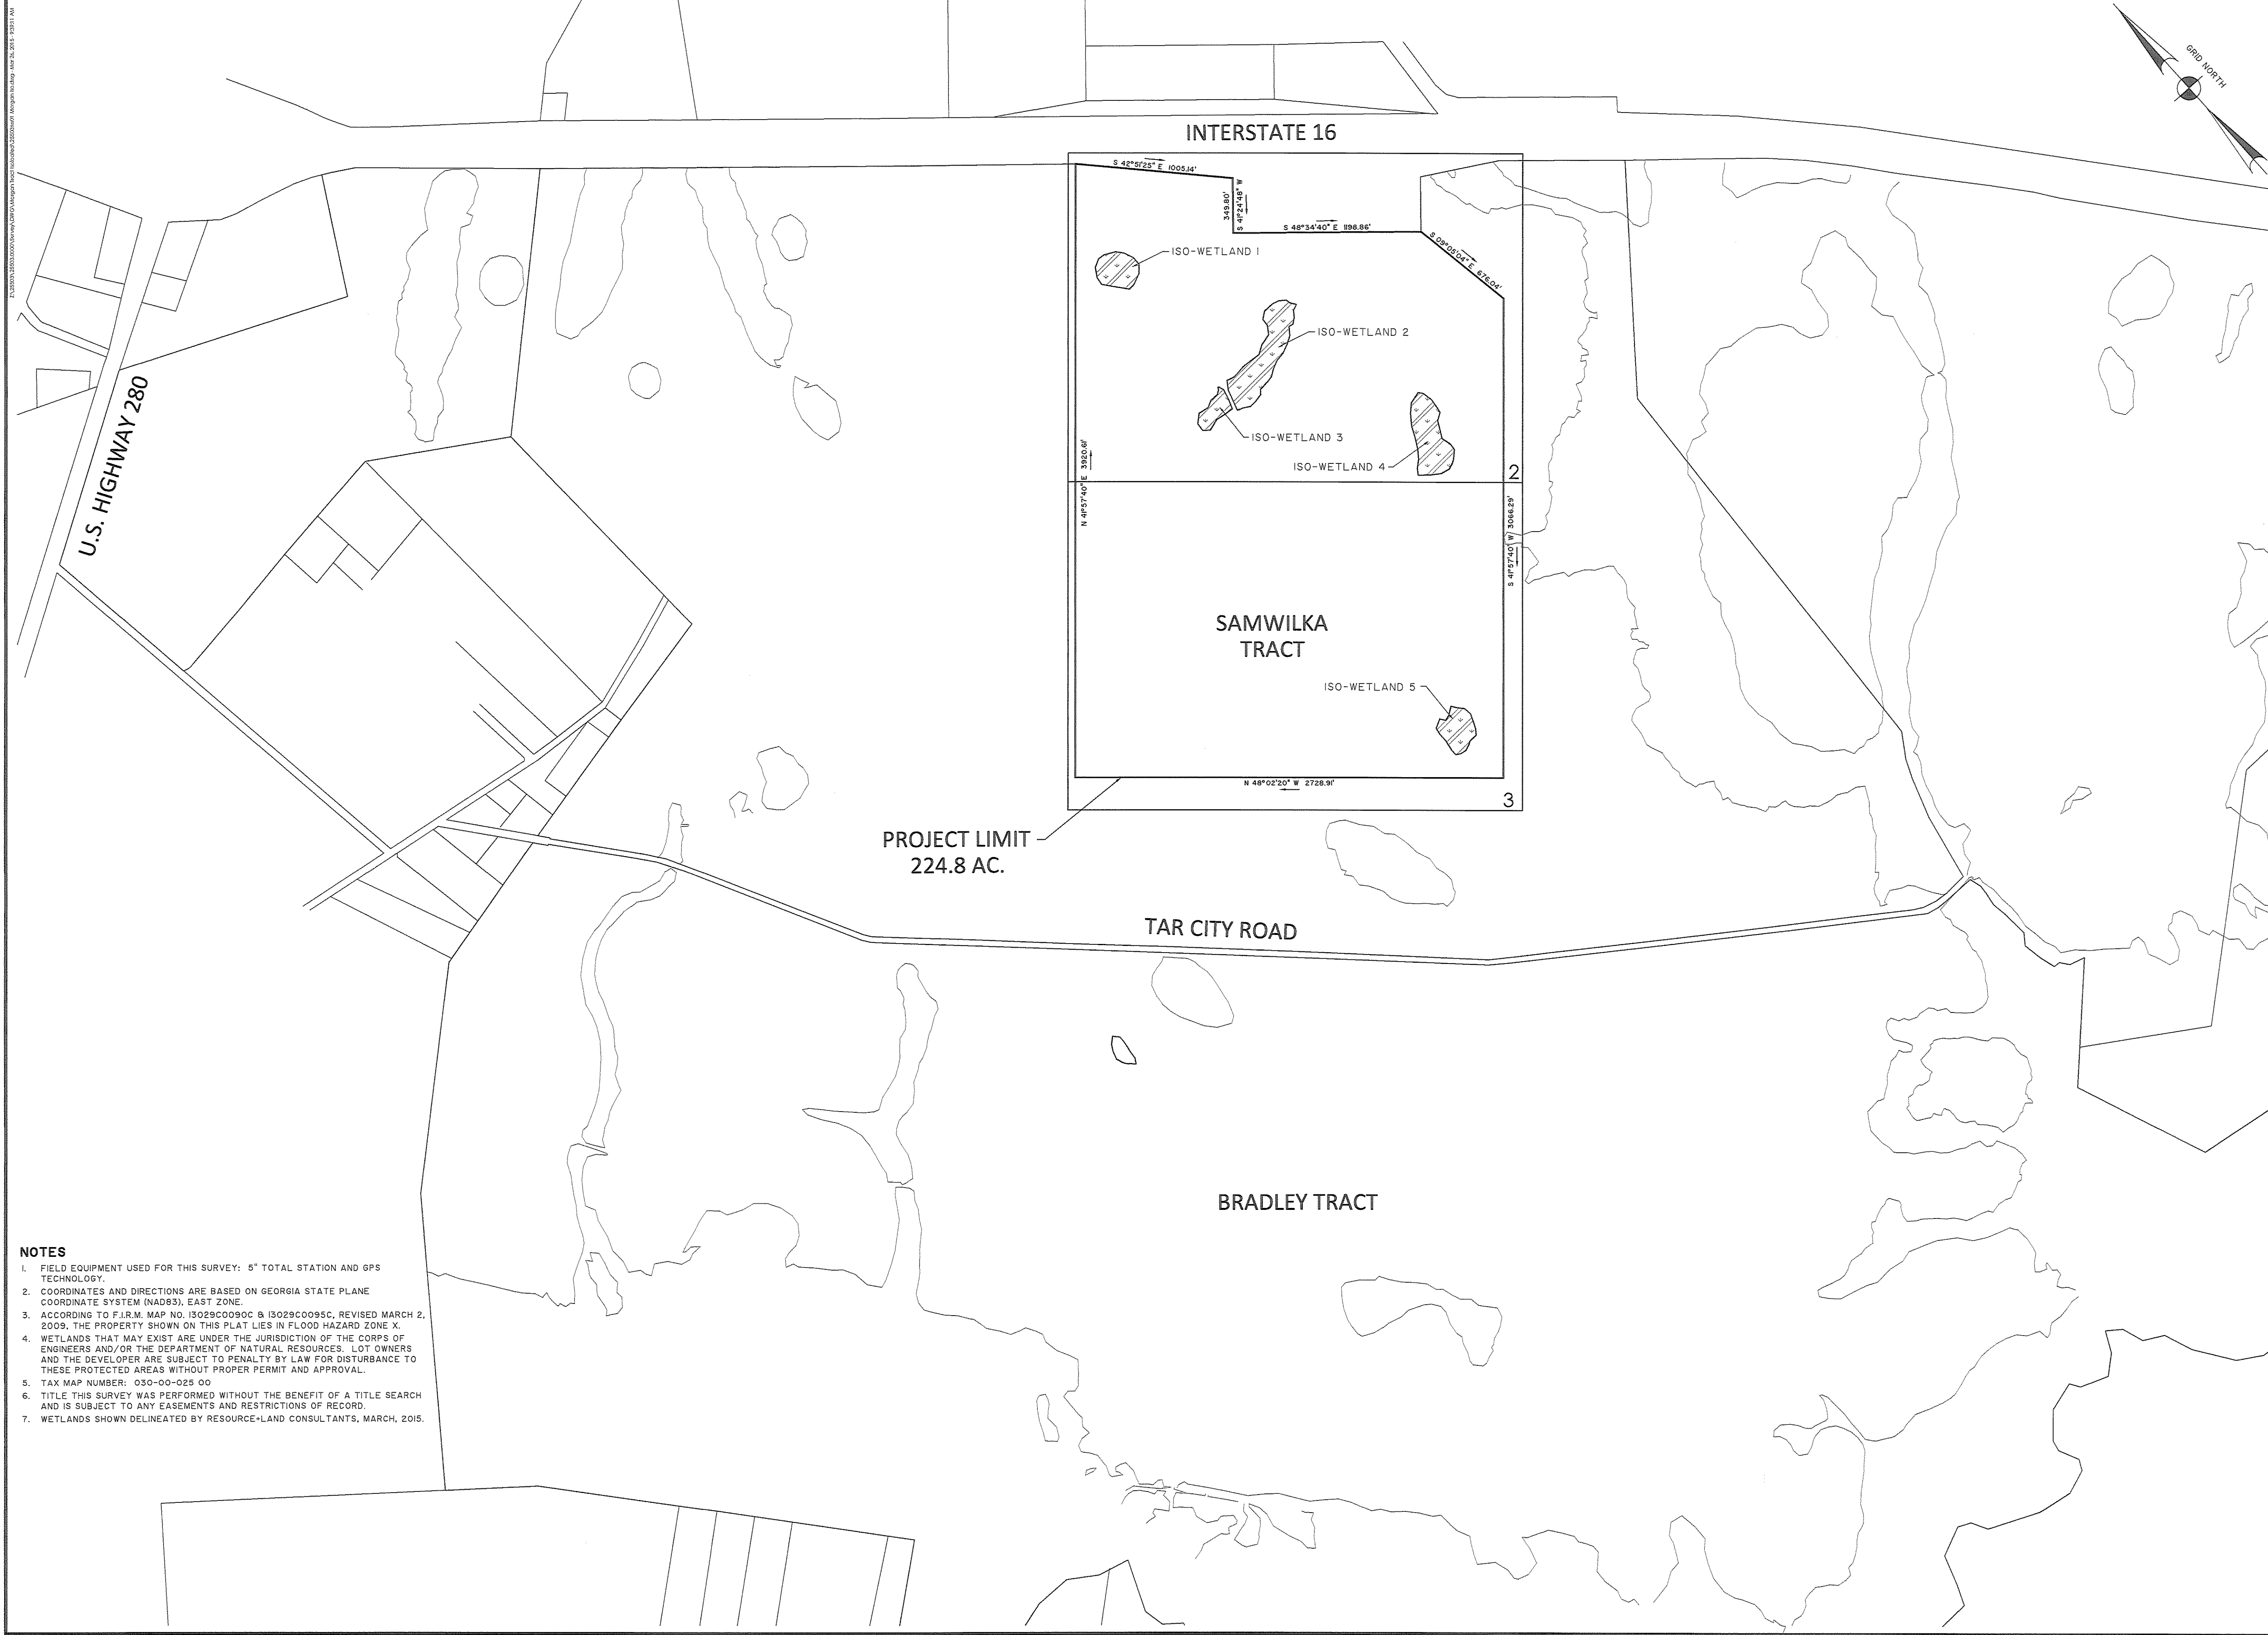 GRID NORTH
INTERSTATE 16
S 42°51'25" E 1005.14'
349.80'
S 41°24'48" W
S 48°34'40" E 1198.86'
S 09°05'04" E 676.04'
ISO-WETLAND 1
ISO-WETLAND 2
ISO-WETLAND 3
ISO-WETLAND 4
2
U.S. HIGHWAY 280
N 41°57'40" E 3920.61'
S 41°57'40" W 3066.29'
SAMWILKA
TRACT
ISO-WETLAND 5
N 48°02'20" W 2728.91'
3
PROJECT LIMIT
224.8 AC.
TAR CITY ROAD
BRADLEY TRACT
NOTES
1. FIELD EQUIPMENT USED FOR THIS SURVEY: 5" TOTAL STATION AND GPS
TECHNOLOGY.
2. COORDINATES AND DIRECTIONS ARE BASED ON GEORGIA STATE PLANE
COORDINATE SYSTEM (NAD83), EAST ZONE.
3. ACCORDING TO F.I.R.M. MAP NO. 13029C0090C & 13029C0095C, REVISED MARCH 2,
2009, THE PROPERTY SHOWN ON THIS PLAT LIES IN FLOOD HAZARD ZONE X.
4. WETLANDS THAT MAY EXIST ARE UNDER THE JURISDICTION OF THE CORPS OF
ENGINEERS AND/OR THE DEPARTMENT OF NATURAL RESOURCES. LOT OWNERS
AND THE DEVELOPER ARE SUBJECT TO PENALTY BY LAW FOR DISTURBANCE TO
THESE PROTECTED AREAS WITHOUT PROPER PERMIT AND APPROVAL.
5. TAX MAP NUMBER: 030-00-025 00
6. TITLE THIS SURVEY WAS PERFORMED WITHOUT THE BENEFIT OF A TITLE SEARCH
AND IS SUBJECT TO ANY EASEMENTS AND RESTRICTIONS OF RECORD.
7. WETLANDS SHOWN DELINEATED BY RESOURCE+LAND CONSULTANTS, MARCH, 2015.